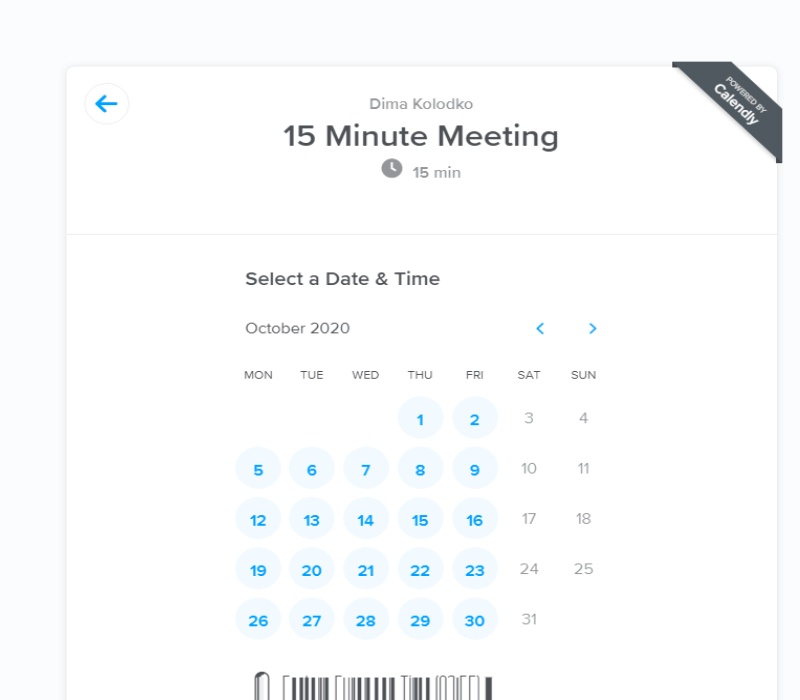 POWERED BY
Calendly
Dima Kolodko
15 Minute Meeting
15 min
Select a Date & Time
October 2020
MON TUE WED THU FRI SAT SUN
1 2 3 4
5 6 7 8 9 10 11
12 13 14 15 16 17 18
19 20 21 22 23 24 25
26 27 28 29 30 31